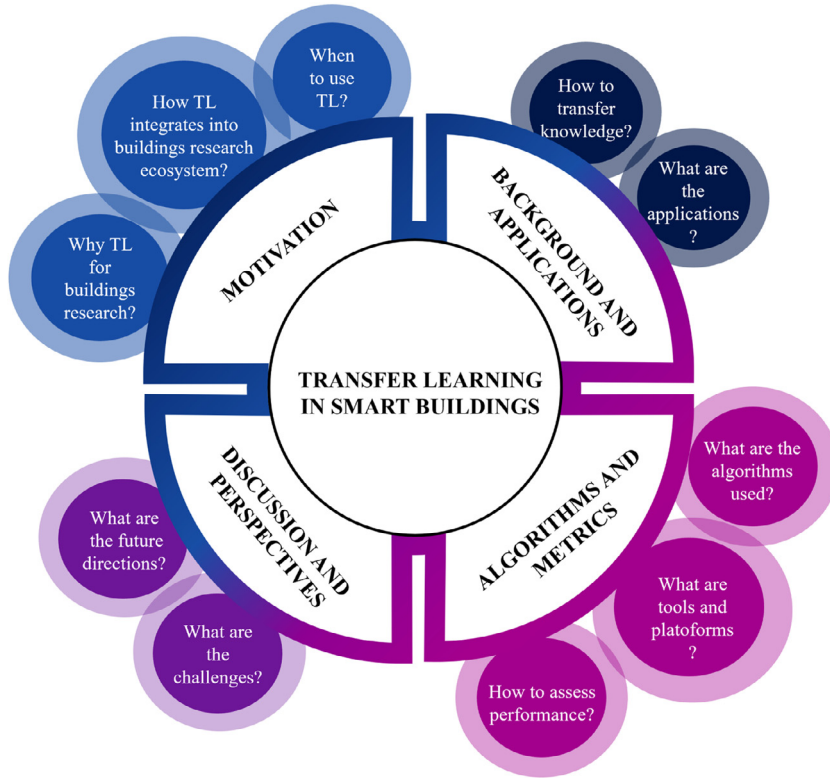 When
to use
TL?
How TL
integrates into
buildings research
ecosystem?
Why TL
for
buildings
research?
MOTIVATION
How to
transfer
knowledge?
What are
the
applications
?
BACKGROUND AND
APPLICATIONS
TRANSFER LEARNING
IN SMART BUILDINGS
What are the
algorithms
used?
What are
tools and
platoforms
?
How to assess
performance?
ALGORITHMS AND
METRICS
DISCUSSION AND
PERSPECTIVES
What are
the future
directions?
What are
the
challenges?